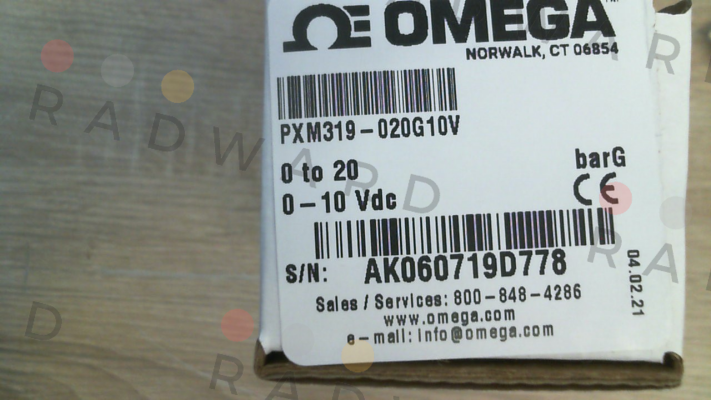 OMEGA
NORWALK, CT 06854
PXM319-020G10V
0 to 20 barG
0-10 Vdc CE
S/N: AK060719D778
04.02.21
Sales / Services: 800-848-4286
www.omega.com
e-mail: info@omega.com
RADWARD